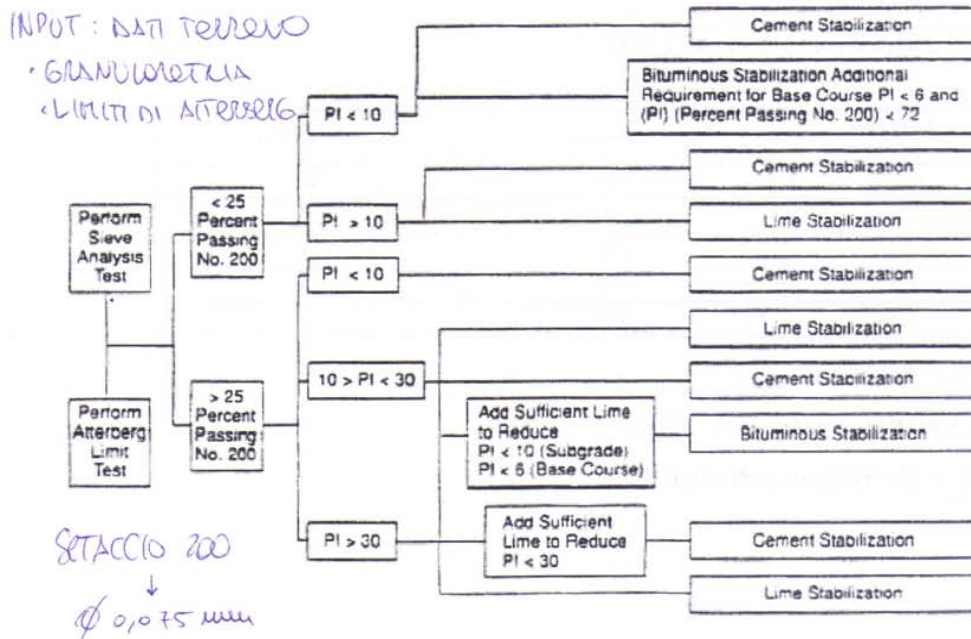 INPUT: DATI TERRENO
· GRANULOMETRIA
· LIMITI DI ATTERBERG
Perform
Sieve
Analysis
Test
Perform
Atterberg
Limit
Test
< 25
Percent
Passing
No. 200
> 25
Percent
Passing
No. 200
PI < 10
PI > 10
PI < 10
10 > PI < 30
PI > 30
Cement Stabilization
Bituminous Stabilization Additional
Requirement for Base Course PI < 6 and
(PI) (Percent Passing No. 200) < 72
Cement Stabilization
Lime Stabilization
Cement Stabilization
Lime Stabilization
Cement Stabilization
Add Sufficient Lime
to Reduce
PI < 10 (Subgrade)
PI < 6 (Base Course)
Bituminous Stabilization
Add Sufficient
Lime to Reduce
PI < 30
Cement Stabilization
Lime Stabilization
SETACCIO 200
↓
Ø 0,075 mm